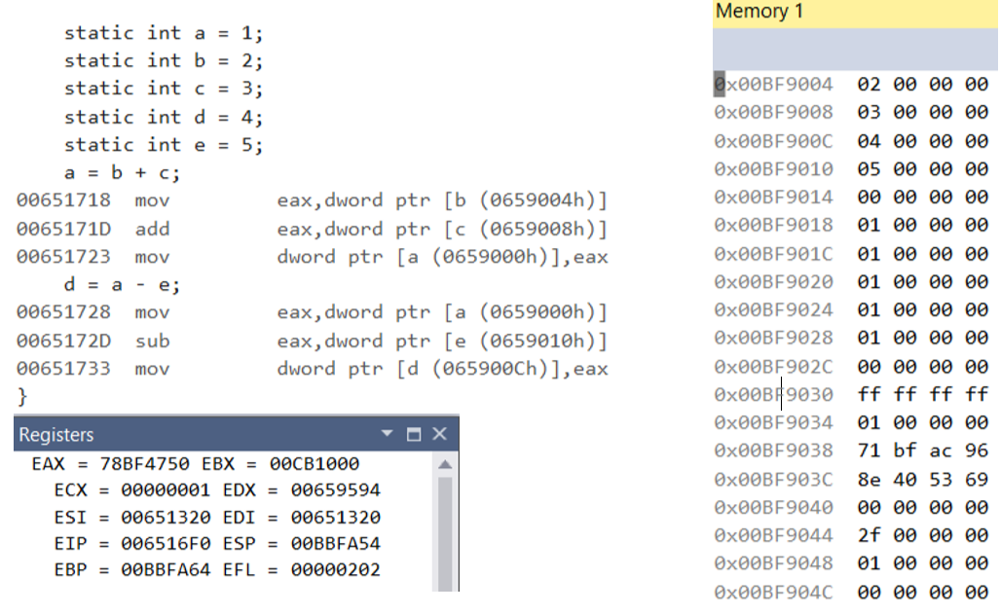 static int a = 1;
static int b = 2;
static int c = 3;
static int d = 4;
static int e = 5;
a = b + c;
00651718 mov eax,dword ptr [b (0659004h)]
0065171D add eax,dword ptr [c (0659008h)]
00651723 mov dword ptr [a (0659000h)],eax
d = a - e;
00651728 mov eax,dword ptr [a (0659000h)]
0065172D sub eax,dword ptr [e (0659010h)]
00651733 mov dword ptr [d (065900Ch)],eax
}
Registers
EAX = 78BF4750 EBX = 00CB1000
ECX = 00000001 EDX = 00659594
ESI = 00651320 EDI = 00651320
EIP = 006516F0 ESP = 00BBFA54
EBP = 00BBFA64 EFL = 00000202
Memory 1
0x00BF9004 02 00 00 00
0x00BF9008 03 00 00 00
0x00BF900C 04 00 00 00
0x00BF9010 05 00 00 00
0x00BF9014 00 00 00 00
0x00BF9018 01 00 00 00
0x00BF901C 01 00 00 00
0x00BF9020 01 00 00 00
0x00BF9024 01 00 00 00
0x00BF9028 01 00 00 00
0x00BF902C 00 00 00 00
0x00BF9030 ff ff ff ff
0x00BF9034 01 00 00 00
0x00BF9038 71 bf ac 96
0x00BF903C 8e 40 53 69
0x00BF9040 00 00 00 00
0x00BF9044 2f 00 00 00
0x00BF9048 01 00 00 00
0x00BF904C 00 00 00 00